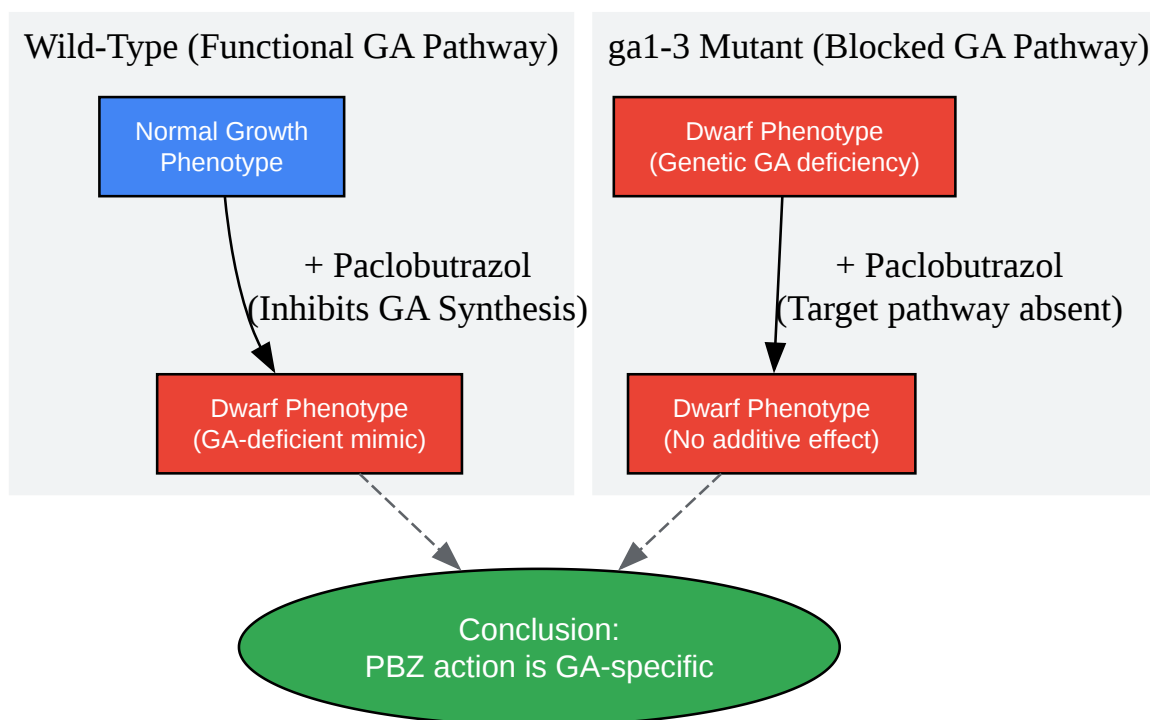 Wild-Type (Functional GA Pathway)
Normal Growth
Phenotype
+ Paclobutrazol
(Inhibits GA Synthesis)
Dwarf Phenotype
(GA-deficient mimic)
ga1-3 Mutant (Blocked GA Pathway)
Dwarf Phenotype
(Genetic GA deficiency)
+ Paclobutrazol
(Target pathway absent)
Dwarf Phenotype
(No additive effect)
Conclusion:
PBZ action is GA-specific